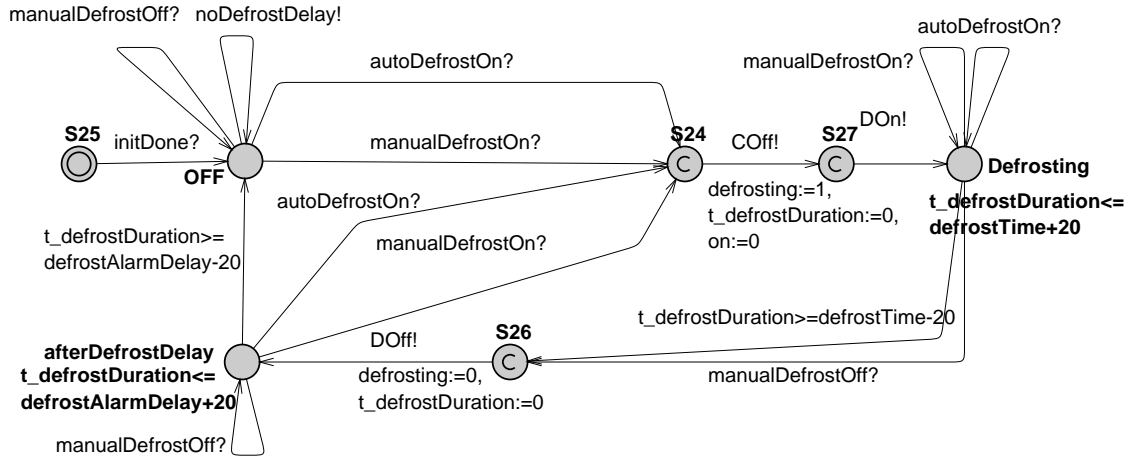 manualDefrostOff? noDefrostDelay!
autoDefrostOn?
autoDefrostOn?
manualDefrostOn?
S25
initDone?
OFF
manualDefrostOn?
S24
C
COff!
S27
C
DOn!
Defrosting
t_defrostDuration<=
defrostTime+20
defrosting:=1,
t_defrostDuration:=0,
on:=0
autoDefrostOn?
manualDefrostOn?
t_defrostDuration>=
defrostAlarmDelay-20
t_defrostDuration>=defrostTime-20
S26
C
DOff!
manualDefrostOff?
defrosting:=0,
t_defrostDuration:=0
afterDefrostDelay
t_defrostDuration<=
defrostAlarmDelay+20
manualDefrostOff?